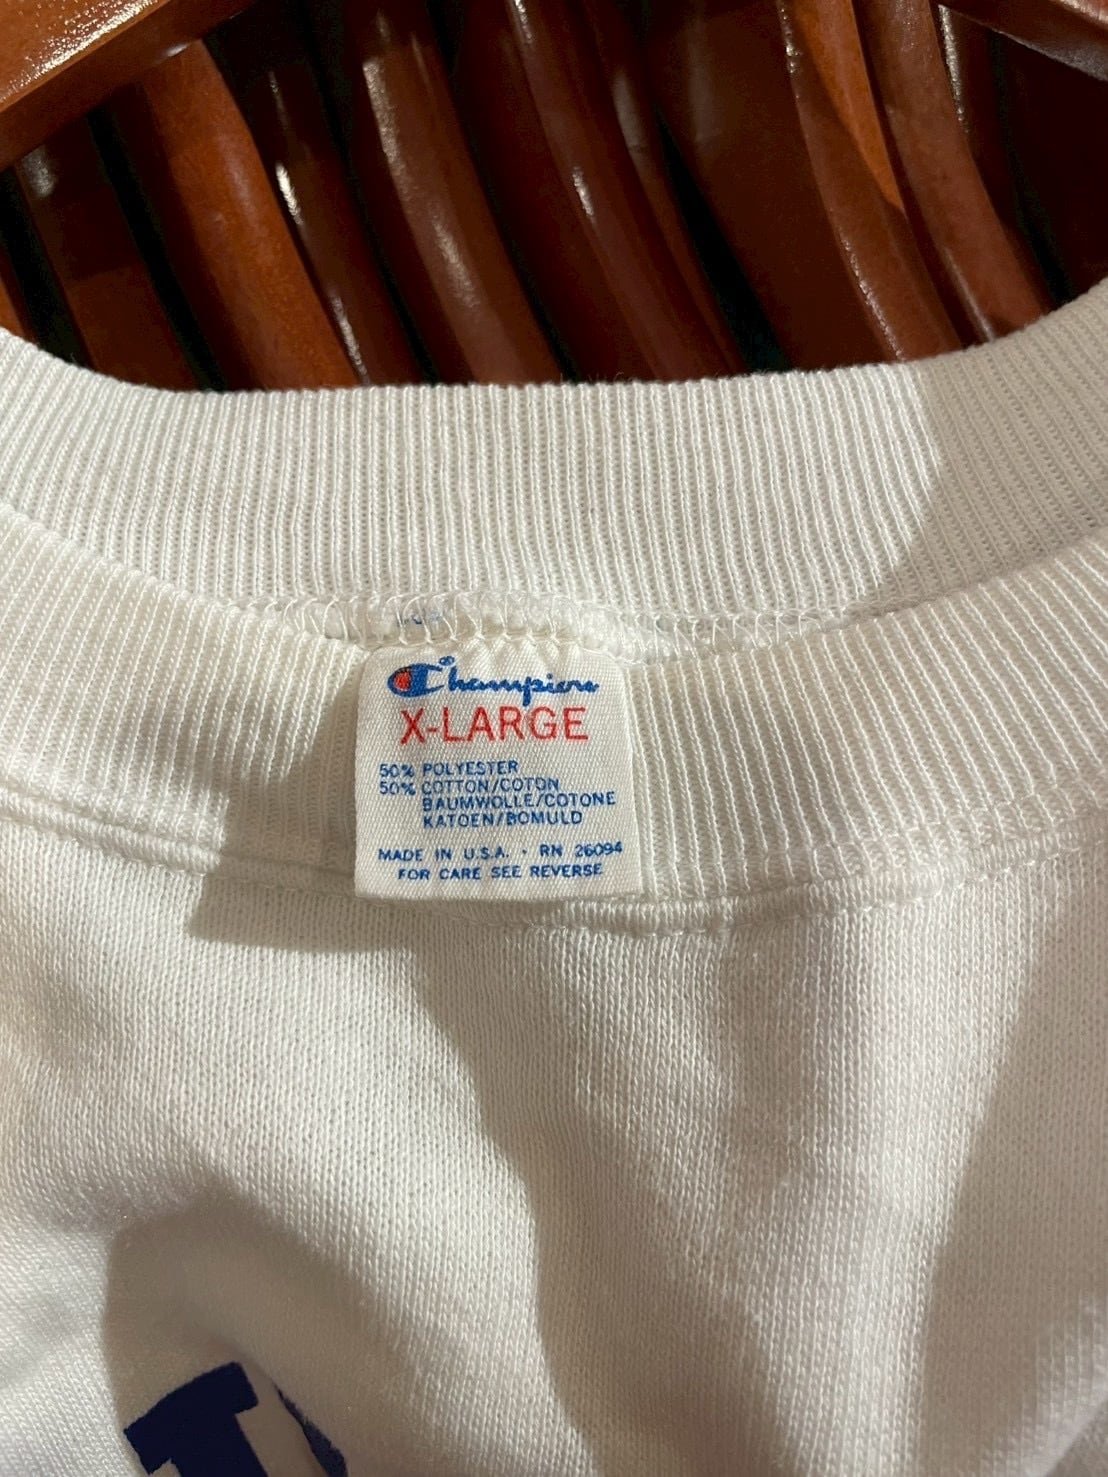 Champion
X-LARGE
50% POLYESTER
50% COTTON/COTON
BAUMWOLLE/COTONE
KATOEN/BOMULD
MADE IN U.S.A. · RN 26094
FOR CARE SEE REVERSE